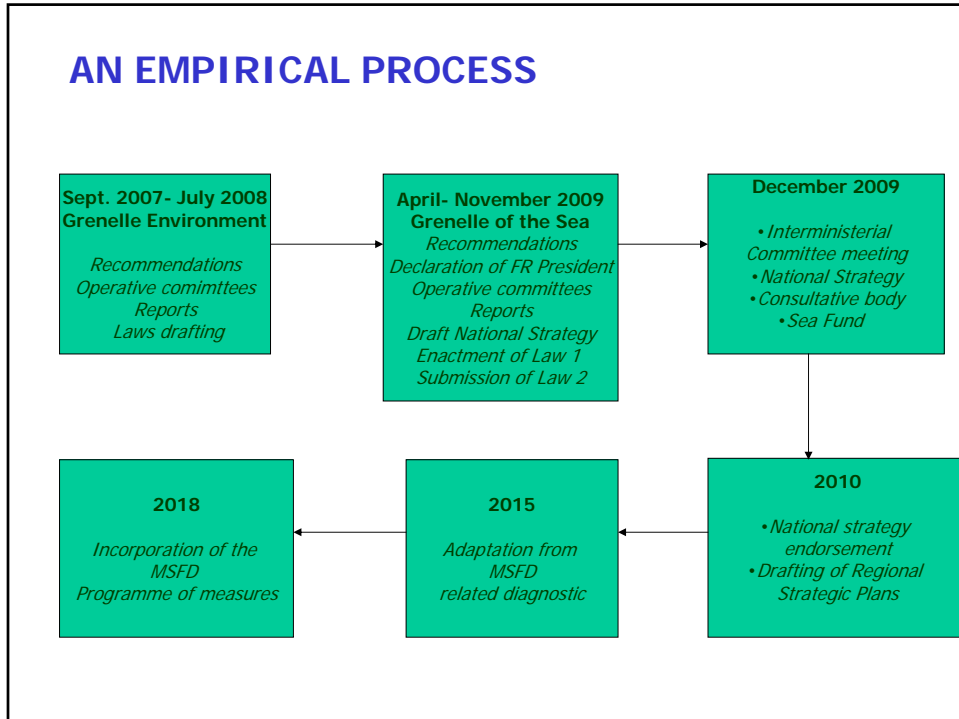 AN EMPIRICAL PROCESS
Sept. 2007- July 2008
Grenelle Environment
Recommendations
Operative comimttees
Reports
Laws drafting
April- November 2009
Grenelle of the Sea
Recommendations
Declaration of FR President
Operative committees
Reports
Draft National Strategy
Enactment of Law 1
Submission of Law 2
December 2009
•Interministerial
Committee meeting
•National Strategy
•Consultative body
•Sea Fund
2010
•National strategy
endorsement
•Drafting of Regional
Strategic Plans
2015
Adaptation from
MSFD
related diagnostic
2018
Incorporation of the
MSFD
Programme of measures